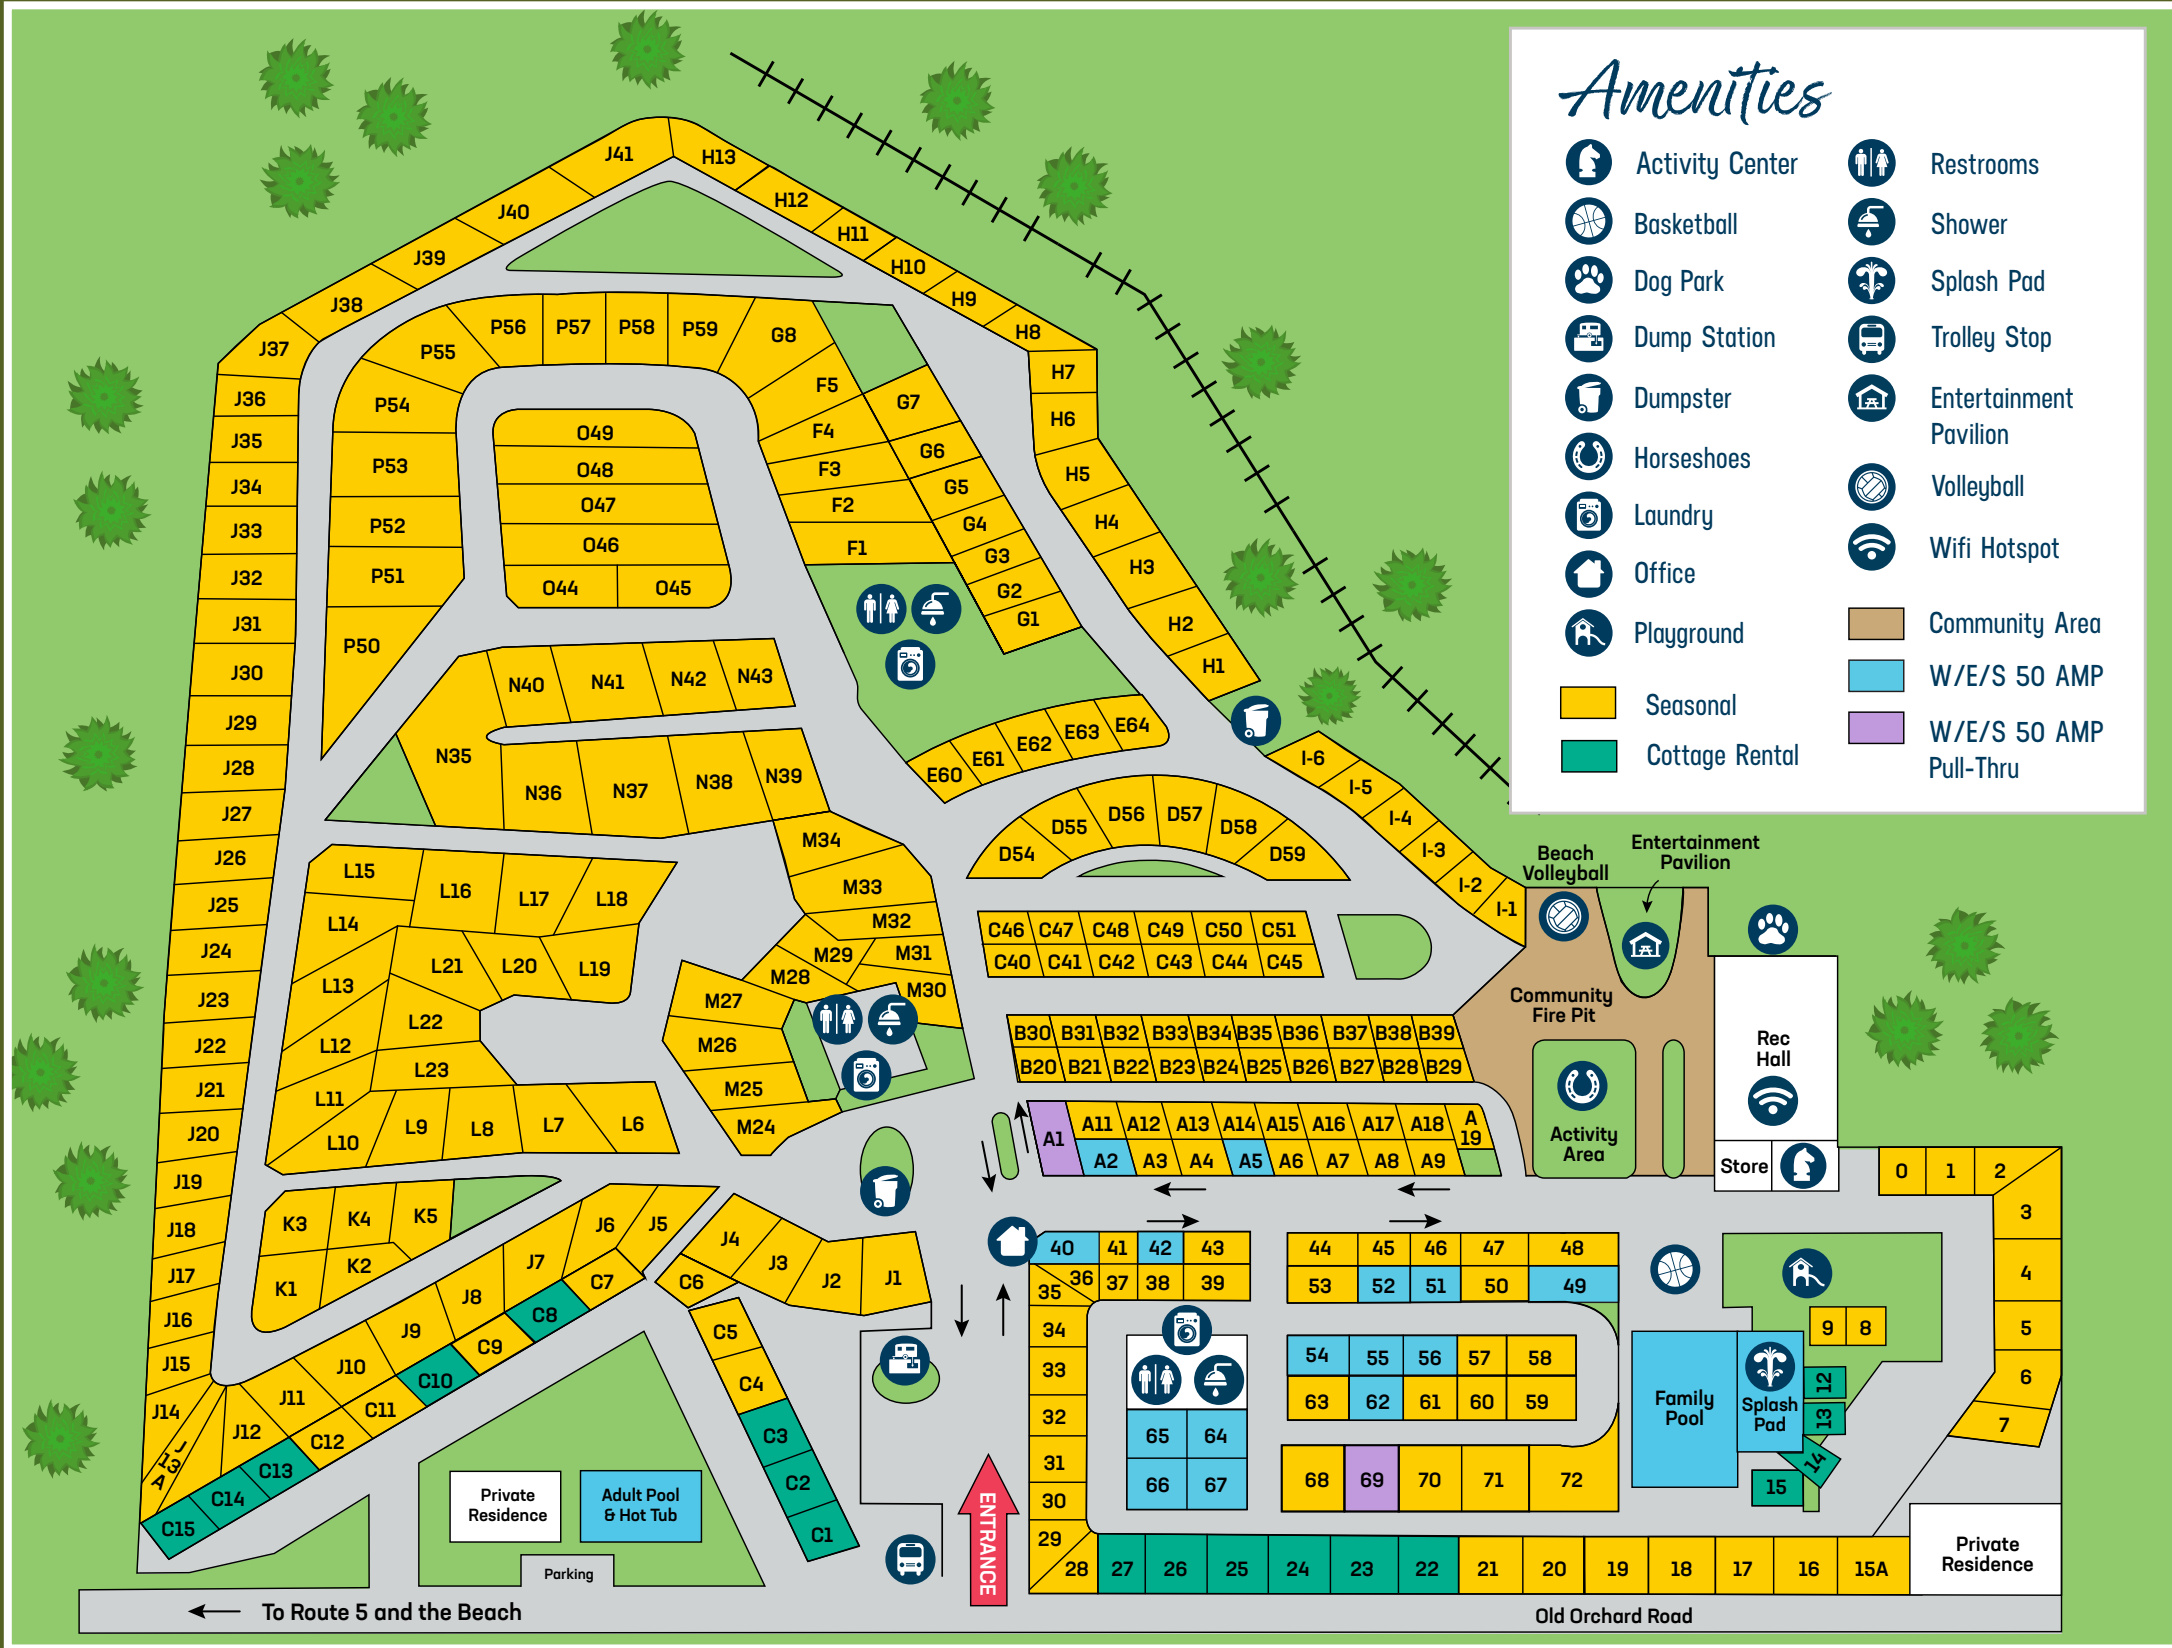 Amenities
Activity Center
Basketball
Dog Park
Dump Station
Dumpster
Horseshoes
Laundry
Office
Playground
Seasonal
Cottage Rental
Restrooms
Shower
Splash Pad
Trolley Stop
Entertainment
Pavilion
Volleyball
Wifi Hotspot
Community Area
W/E/S 50 AMP
W/E/S 50 AMP
Pull-Thru
J41 H13
J40 H12
H11
J39 H10
J38 H9
H8
J37 H7
J36 H6
J35 H5
J34 H4
J33 H3
J32 H2
J31 H1
J30
J29
J28
J27
J26
J25
J24
J23
J22
J21
J20
J19
J18
J17
J16
J15
J14
J
13
A
P56 P57 P58 P59 G8
P55 F5 G7
P54 F4 G6
P53 F3 G5
P52 F2 G4
P51 F1 G3
P50 G2
G1
O49
O48
O47
O46
O44 O45
N40 N41 N42 N43
N35
N36 N37 N38 N39
E60 E61 E62 E63 E64
D54 D55 D56 D57 D58 D59
I-6
I-5
I-4
I-3
I-2
I-1
M34
M33
M32
M31
M30
M29
M28
M27
M26
M25
M24
L15 L16 L17 L18
L14
L13 L21 L20 L19
L12 L22
L11 L23
L10 L9 L8 L7 L6
C46 C47 C48 C49 C50 C51
C40 C41 C42 C43 C44 C45
B30 B31 B32 B33 B34 B35 B36 B37 B38 B39
B20 B21 B22 B23 B24 B25 B26 B27 B28 B29
A1 A11 A12 A13 A14 A15 A16 A17 A18 A
19
A2 A3 A4 A5 A6 A7 A8 A9
Beach
Volleyball
Entertainment
Pavilion
Community
Fire Pit
Activity
Area
Rec
Hall
Store
K3 K4 K5
K1 K2
J6 J5
J4
J3
J2
J1
J7
J8
J9
J10
J11
J12
C7
C6
C8
C9
C10
C11
C12
C13
C14
C15
C5
C4
C3
C2
C1
40 41 42 43
35 36 37 38 39
34
33
32
31
30
29
28
44 45 46 47 48
53 52 51 50 49
54 55 56 57 58
63 62 61 60 59
65 64
66 67
68 69 70 71 72
27 26 25 24 23 22 21 20 19 18 17 16 15A
0 1 2
3
4
5
6
7
9 8
12
13
14
15
Family
Pool
Splash
Pad
Private
Residence
Adult Pool
& Hot Tub
Parking
ENTRANCE
Private
Residence
To Route 5 and the Beach
Old Orchard Road